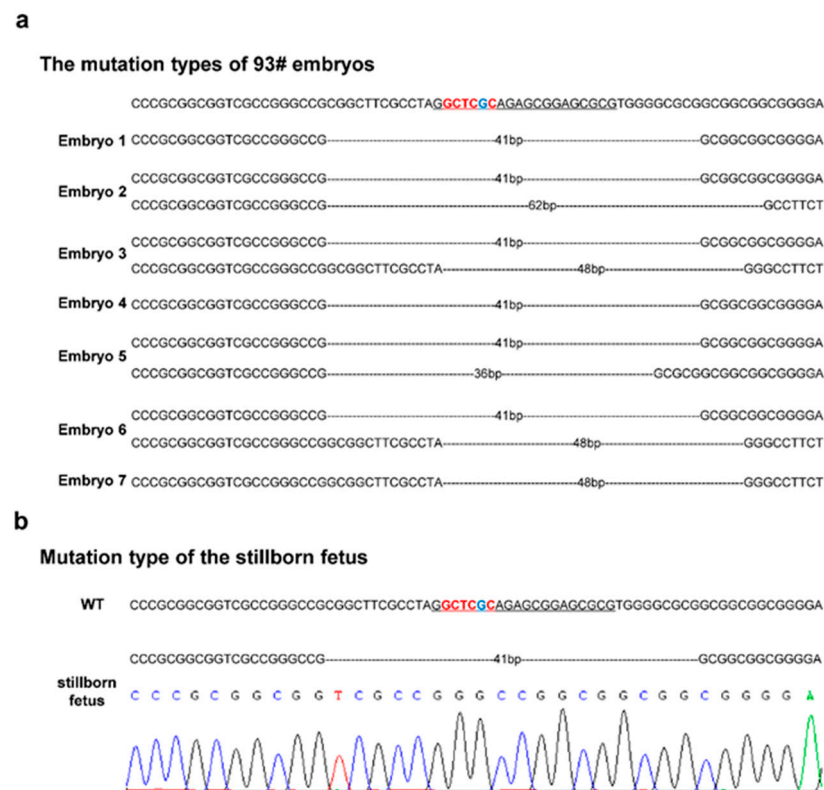 a
The mutation types of 93# embryos
CCCGCGGCGGTCGCCGGGCCGCGGCTTCGCCTAGGCTCGCAGAGCGGAGCGCGTGGGGCGCGGCGGCGGCGGGGA
Embryo 1 CCCGCGGCGGTCGCCGGGCCG----------41bp----------GCGGCGGCGGGGA
CCCGCGGCGGTCGCCGGGCCG----------41bp----------GCGGCGGCGGGGA
Embryo 2
CCCGCGGCGGTCGCCGGGCCG----------62bp----------GCCTTCT
CCCGCGGCGGTCGCCGGGCCG----------41bp----------GCGGCGGCGGGGA
Embryo 3
CCCGCGGCGGTCGCCGGGCCGGCGGCTTCGCCTA----------48bp----------GGGCCTTCT
Embryo 4 CCCGCGGCGGTCGCCGGGCCG----------41bp----------GCGGCGGCGGGGA
CCCGCGGCGGTCGCCGGGCCG----------41bp----------GCGGCGGCGGGGA
Embryo 5
CCCGCGGCGGTCGCCGGGCCG----------36bp----------GCGCGGCGGCGGCGGGGA
CCCGCGGCGGTCGCCGGGCCG----------41bp----------GCGGCGGCGGGGA
Embryo 6
CCCGCGGCGGTCGCCGGGCCGGCGGCTTCGCCTA----------48bp----------GGGCCTTCT
Embryo 7 CCCGCGGCGGTCGCCGGGCCGGCGGCTTCGCCTA----------48bp----------GGGCCTTCT
b
Mutation type of the stillborn fetus
WT CCCGCGGCGGTCGCCGGGCCGCGGCTTCGCCTAGGCTCGCAGAGCGGAGCGCGTGGGGCGCGGCGGCGGCGGGGA
CCCGCGGCGGTCGCCGGGCCG----------41bp----------GCGGCGGCGGGGA
stillborn
fetus
C C C G C G G C G G T C G C C G G G C C G G C G G C G G C G G G G A